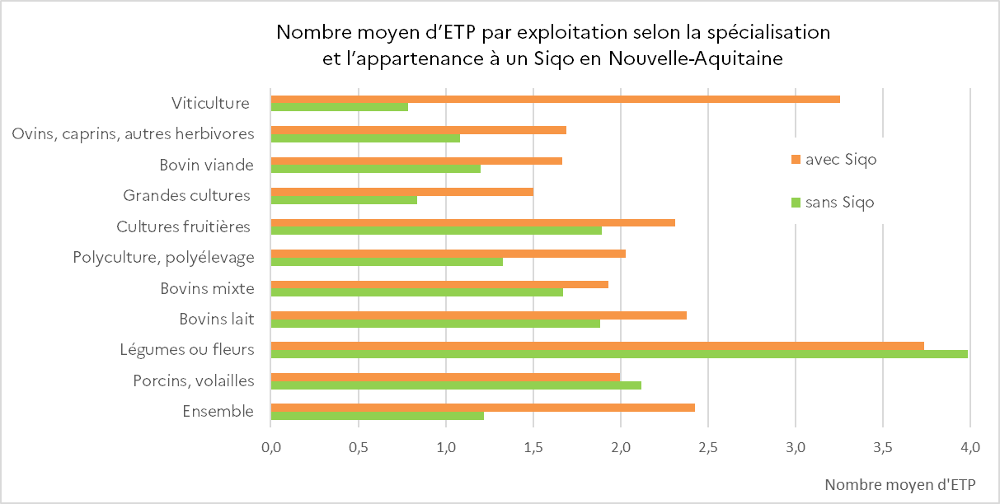 Nombre moyen d’ETP par exploitation selon la spécialisation
et l’appartenance à un Siqo en Nouvelle-Aquitaine
Viticulture
Ovins, caprins, autres herbivores
Bovin viande
Grandes cultures
Cultures fruitières
Polyculture, polyélevage
Bovins mixte
Bovins lait
Légumes ou fleurs
Porcins, volailles
Ensemble
avec Siqo
sans Siqo
0,0 0,5 1,0 1,5 2,0 2,5 3,0 3,5 4,0
Nombre moyen d'ETP